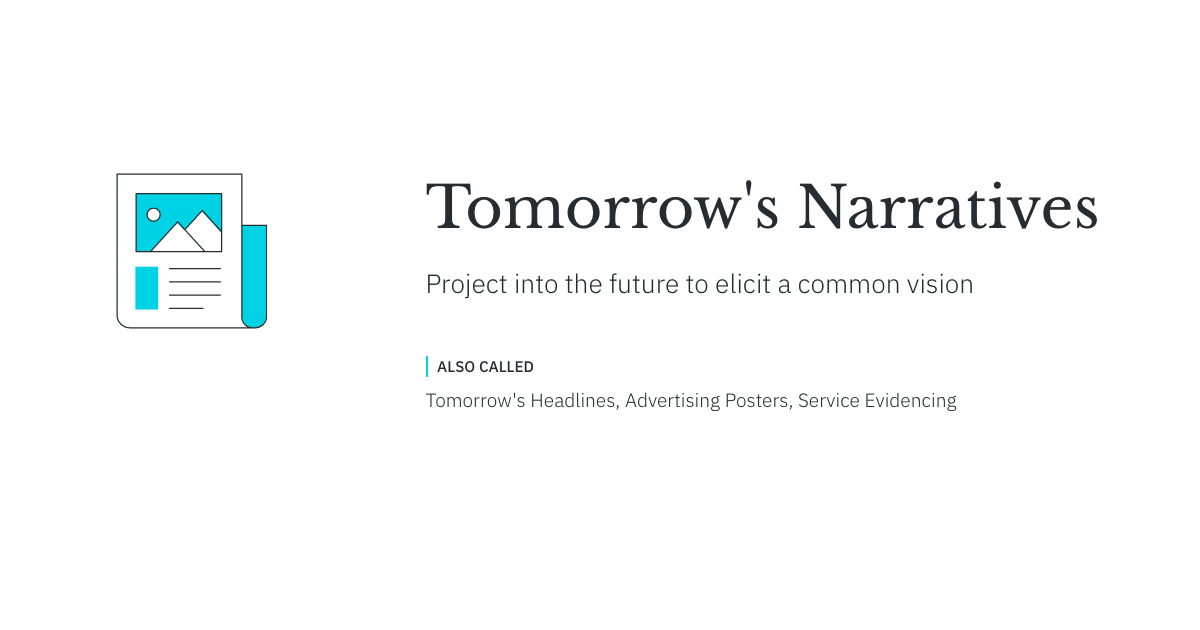 Tomorrow's Narratives
Project into the future to elicit a common vision
ALSO CALLED
Tomorrow's Headlines, Advertising Posters, Service Evidencing